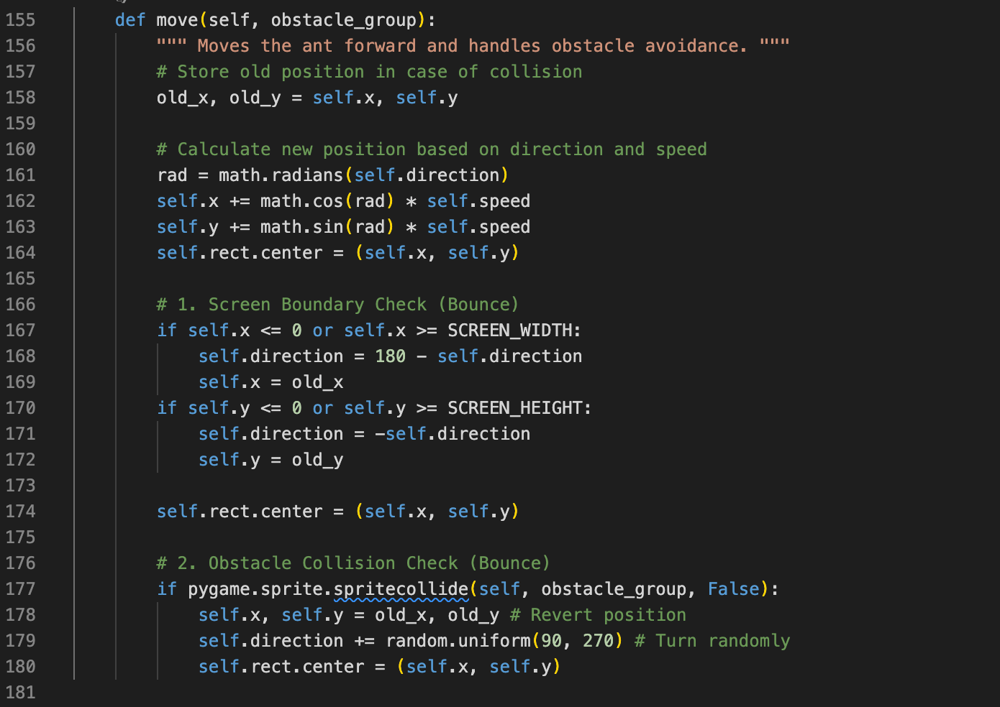 155 def move(self, obstacle_group):
156 """ Moves the ant forward and handles obstacle avoidance. """
157 # Store old position in case of collision
158 old_x, old_y = self.x, self.y
159
160 # Calculate new position based on direction and speed
161 rad = math.radians(self.direction)
162 self.x += math.cos(rad) * self.speed
163 self.y += math.sin(rad) * self.speed
164 self.rect.center = (self.x, self.y)
165
166 # 1. Screen Boundary Check (Bounce)
167 if self.x <= 0 or self.x >= SCREEN_WIDTH:
168 self.direction = 180 - self.direction
169 self.x = old_x
170 if self.y <= 0 or self.y >= SCREEN_HEIGHT:
171 self.direction = -self.direction
172 self.y = old_y
173
174 self.rect.center = (self.x, self.y)
175
176 # 2. Obstacle Collision Check (Bounce)
177 if pygame.sprite.spritecollide(self, obstacle_group, False):
178 self.x, self.y = old_x, old_y # Revert position
179 self.direction += random.uniform(90, 270) # Turn randomly
180 self.rect.center = (self.x, self.y)
181